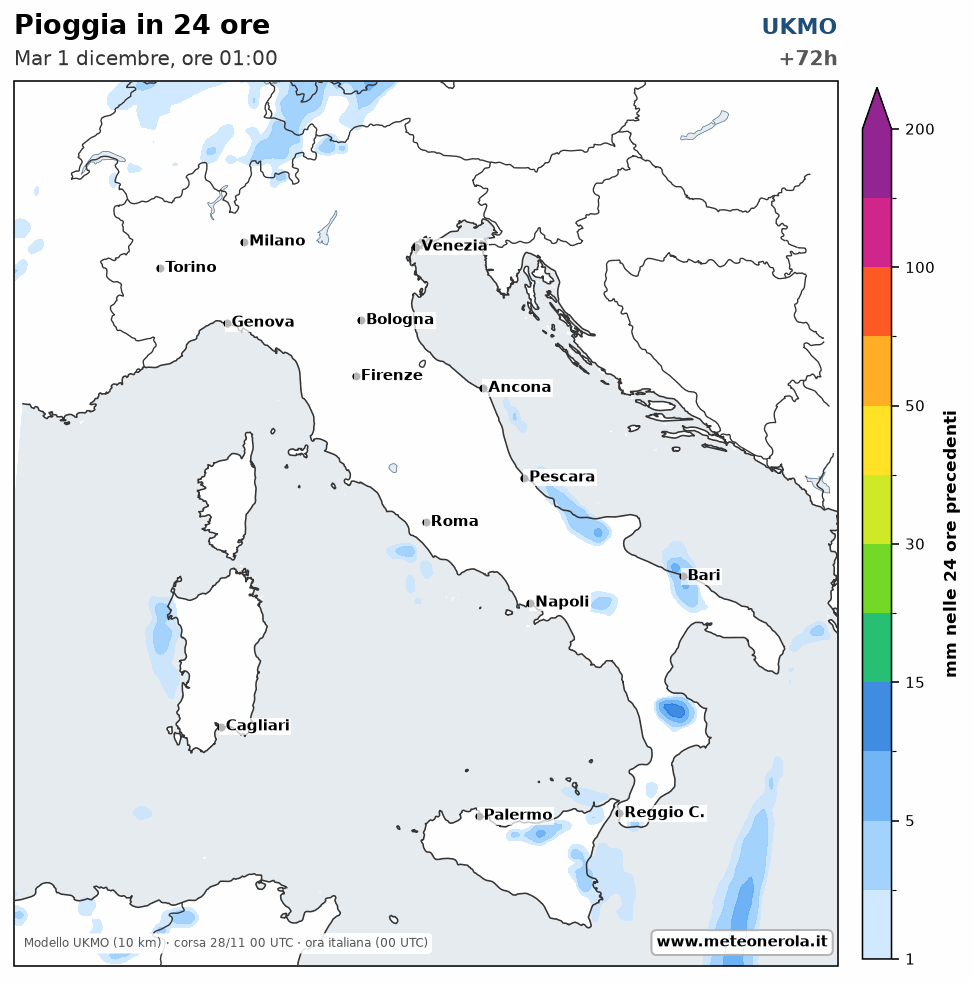 Pioggia in 24 ore
UKMO
Mar 1 dicembre, ore 01:00
+72h
200
100
50
30
15
5
1
mm nelle 24 ore precedenti
Milano
Venezia
Torino
Genova
Bologna
Firenze
Ancona
Pescara
Roma
Bari
Napoli
Cagliari
Palermo
Reggio C.
Modello UKMO (10 km) · corsa 28/11 00 UTC · ora italiana (00 UTC)
www.meteonerola.it